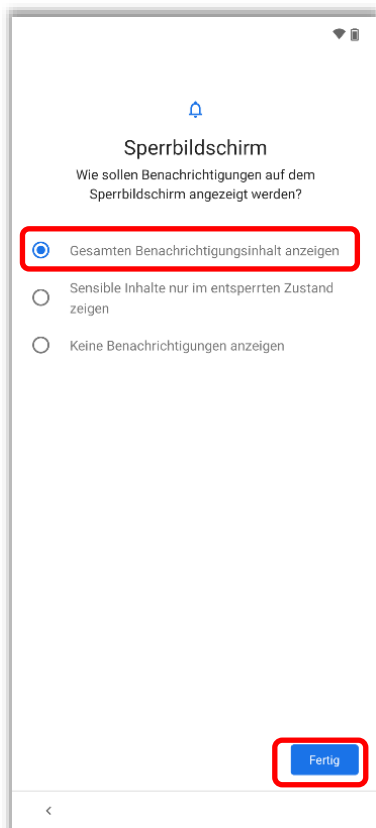 Sperrbildschirm
Wie sollen Benachrichtigungen auf dem
Sperrbildschirm angezeigt werden?
Gesamten Benachrichtigungsinhalt anzeigen
Sensible Inhalte nur im entsperrten Zustand
zeigen
Keine Benachrichtigungen anzeigen
Fertig